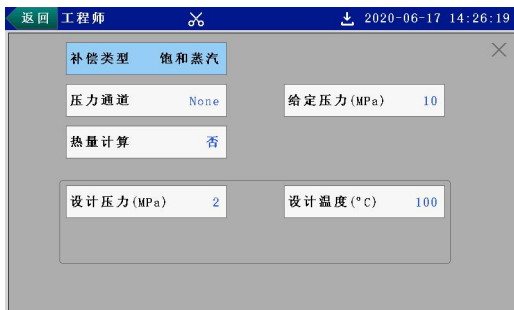 返回 工程师 2020-06-17 14:26:19
补偿类型 饱和蒸汽
压力通道 None 给定压力(MPa) 10
热量计算 否
设计压力(MPa) 2 设计温度(°C) 100